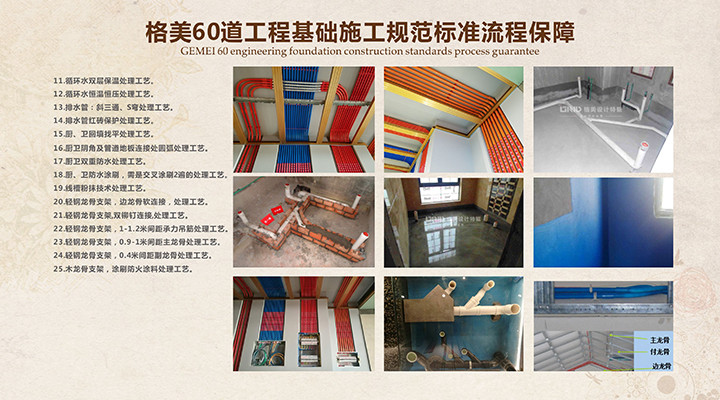 格美60道工程基础施工规范标准流程保障
GEMEI 60 engineering foundation construction standards process guarantee
11.循环水双层保温处理工艺。
12.循环水恒温恒压处理工艺。
13.排水管：斜三通、S弯处理工艺。
14.排水管红砖保护处理工艺。
15.厨、卫回填找平处理工艺。
16.厨卫阴角及管道地板连接处圆弧处理工艺。
17.厨卫双重防水处理工艺。
18.厨、卫防水涂刷，需是交叉涂刷2遍的处理工艺。
19.线槽粉抹技术处理工艺。
20.轻钢龙骨支架，边龙骨软连接，处理工艺。
21.轻钢龙骨支架,双铆钉连接,处理工艺。
22.轻钢龙骨支架，1-1.2米间距承力吊筋处理工艺。
23.轻钢龙骨支架，0.9-1米间距主龙骨处理工艺,
24.轻钢龙骨支架，0.4米间距副龙骨处理工艺。
25.木龙骨支架，涂刷防火涂料处理工艺。
主龙骨
付龙骨
边龙骨